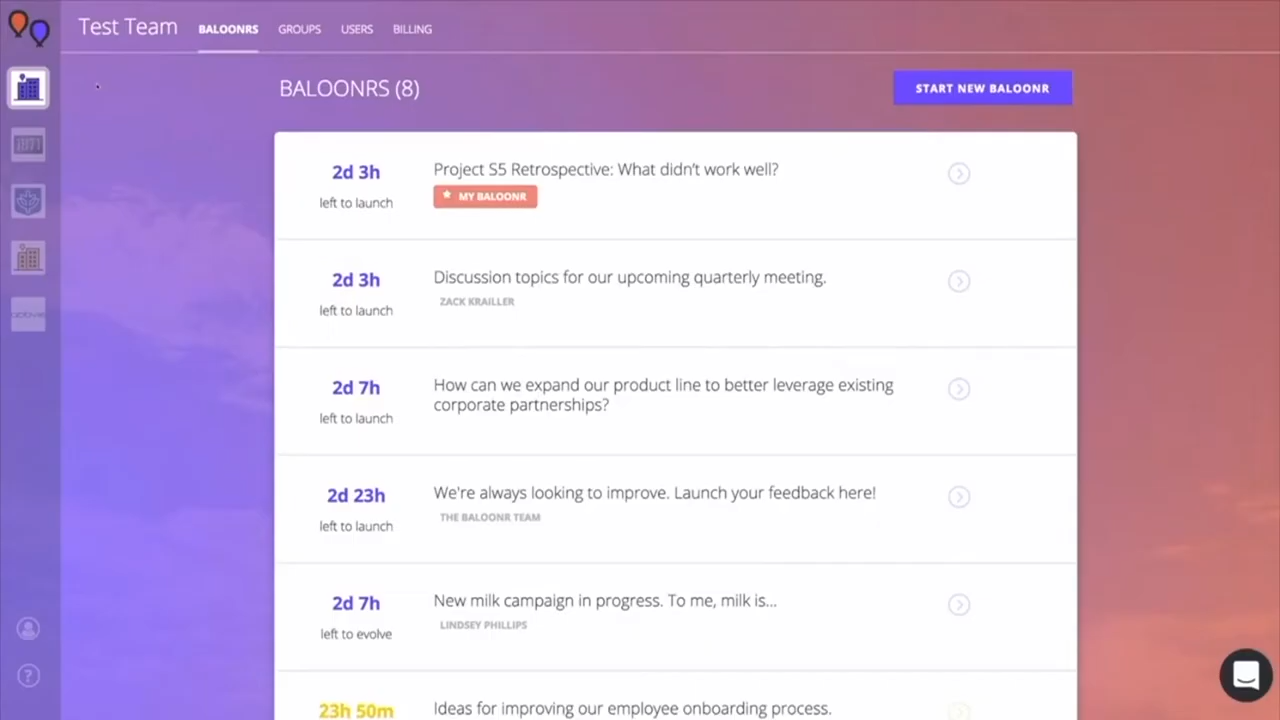 Test Team BALOONRS GROUPS USERS BILLING
BALOONRS (8)
START NEW BALOONR
2d 3h
left to launch
Project S5 Retrospective: What didn't work well?
MY BALOONR
2d 3h
left to launch
Discussion topics for our upcoming quarterly meeting.
ZACK KRAILLER
2d 7h
left to launch
How can we expand our product line to better leverage existing
corporate partnerships?
2d 23h
left to launch
We're always looking to improve. Launch your feedback here!
THE BALOONR TEAM
2d 7h
left to evolve
New milk campaign in progress. To me, milk is...
LINDSEY PHILLIPS
23h 50m
Ideas for improving our employee onboarding process.
?